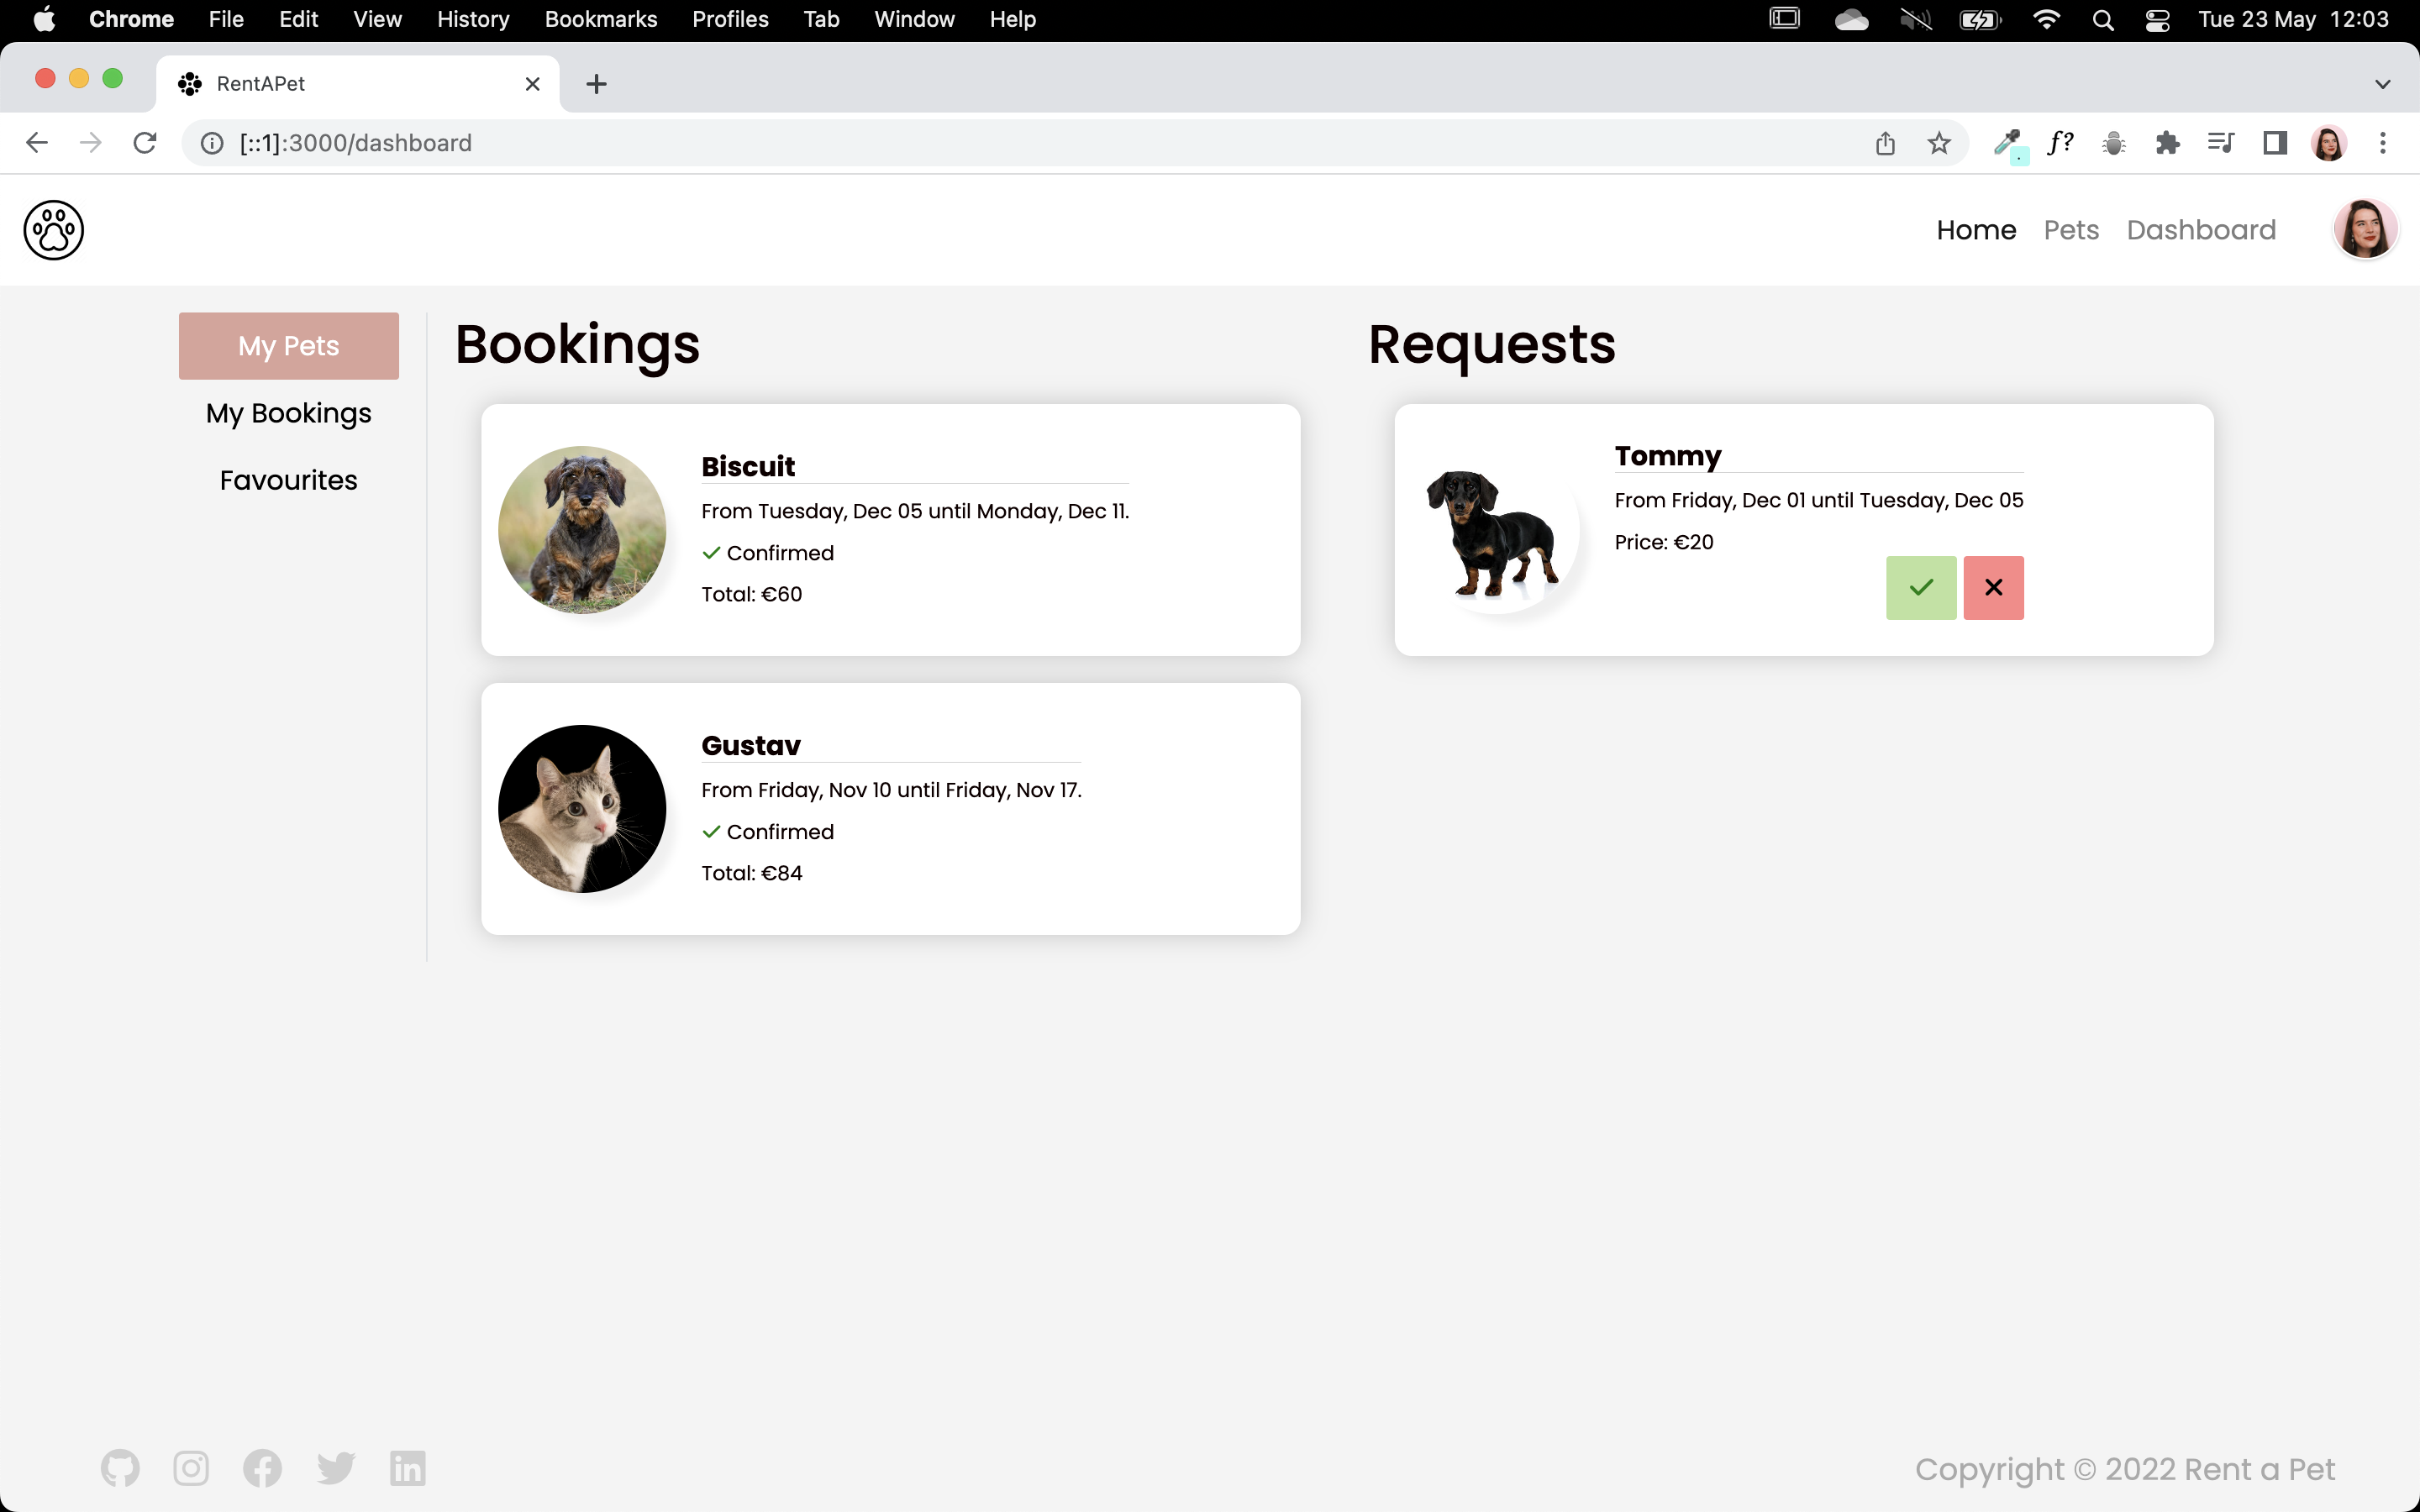 Chrome File Edit View History Bookmarks Profiles Tab Window Help Tue 23 May 12:03
RentAPet
[::1]:3000/dashboard
f?
Home Pets Dashboard
My Pets
My Bookings
Favourites
Bookings
Biscuit
From Tuesday, Dec 05 until Monday, Dec 11.
Confirmed
Total: €60
Gustav
From Friday, Nov 10 until Friday, Nov 17.
Confirmed
Total: €84
Requests
Tommy
From Friday, Dec 01 until Tuesday, Dec 05
Price: €20
Copyright © 2022 Rent a Pet